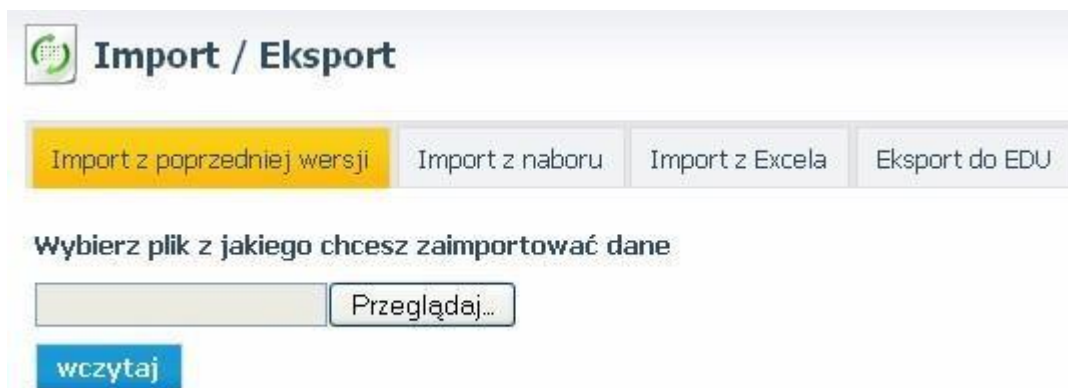 Import / Eksport
Import z poprzedniej wersji Import z naboru Import z Excela Eksport do EDU
Wybierz plik z jakiego chcesz zaimportować dane
Przeglądaj...
wczytaj